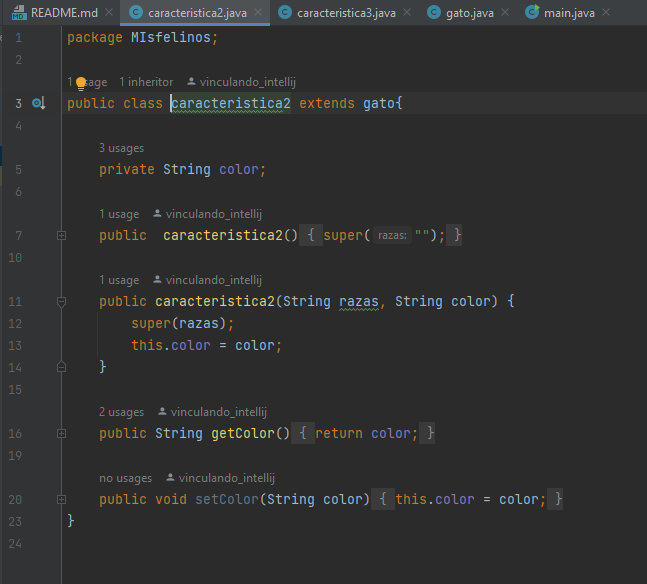 README.md caracteristica2.java caracteristica3.java gato.java main.java
1 package MIsfelinos;
2
1 usage 1 inheritor vinculando_intellij
3 public class caracteristica2 extends gato{
4
3 usages
5 private String color;
6
1 usage vinculando_intellij
7 public caracteristica2() { super( razas: ""); }
10
1 usage vinculando_intellij
11 public caracteristica2(String razas, String color) {
12 super(razas);
13 this.color = color;
14 }
15
2 usages vinculando_intellij
16 public String getColor() { return color; }
19
no usages vinculando_intellij
20 public void setColor(String color) { this.color = color; }
23 }
24